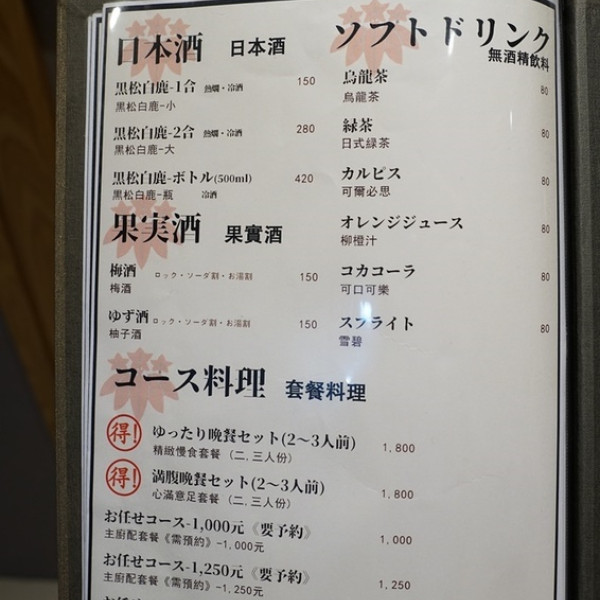 日本酒 日本酒
黒松白鹿-1合 熱燗・冷酒 150
黒松白鹿-小
黒松白鹿-2合 熱燗・冷酒 280
黒松白鹿-大
黒松白鹿-ボトル(500ml) 420
黒松白鹿-瓶 冷酒
果実酒 果實酒
梅酒 ロック・ソーダ割・お湯割 150
梅酒
ゆず酒 ロック・ソーダ割・お湯割 150
柚子酒
コース料理 套餐料理
得! ゆったり晩餐セット(2～3人前) 1,800
精緻慢食套餐 (二,三人份)
得! 満腹晩餐セット(2～3人前) 1,800
心滿意足套餐 (二,三人份)
お任せコース-1,000元《要予約》 1,000
主廚配套餐《需預約》-1,000元
お任せコース-1,250元《要予約》 1,250
主廚配套餐《需預約》-1,250元
ソフトドリンク
無酒精飲料
烏龍茶 80
烏龍茶
緑茶 80
日式綠茶
カルピス 80
可爾必思
オレンジジュース 80
柳橙汁
コカコーラ 80
可口可樂
スプライト 80
雪碧